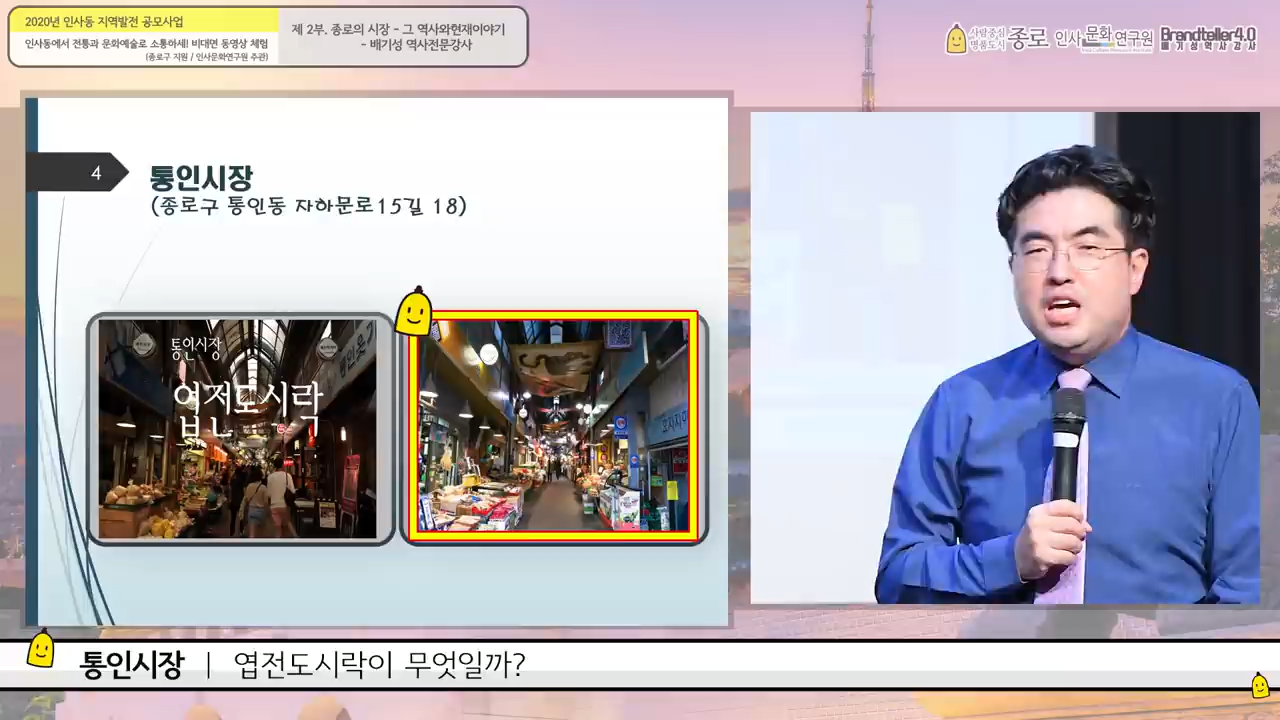 2020년 인사동 지역발전 공모사업
인사동에서 전통과 문화예술로 소통하세! 비대면 동영상 체험
(종로구 지원 / 인사문화연구원 주관)
제 2부. 종로의 시장 - 그 역사와현재이야기
- 배기성 역사전문강사
사람중심
명품도시
종로
인사문화연구원
Brandteller4.0
배기성역사강사
4
통인시장
(종로구 통인동 자하문로15길 18)
통인시장
엽전도시락
통인시장 | 엽전도시락이 무엇일까?